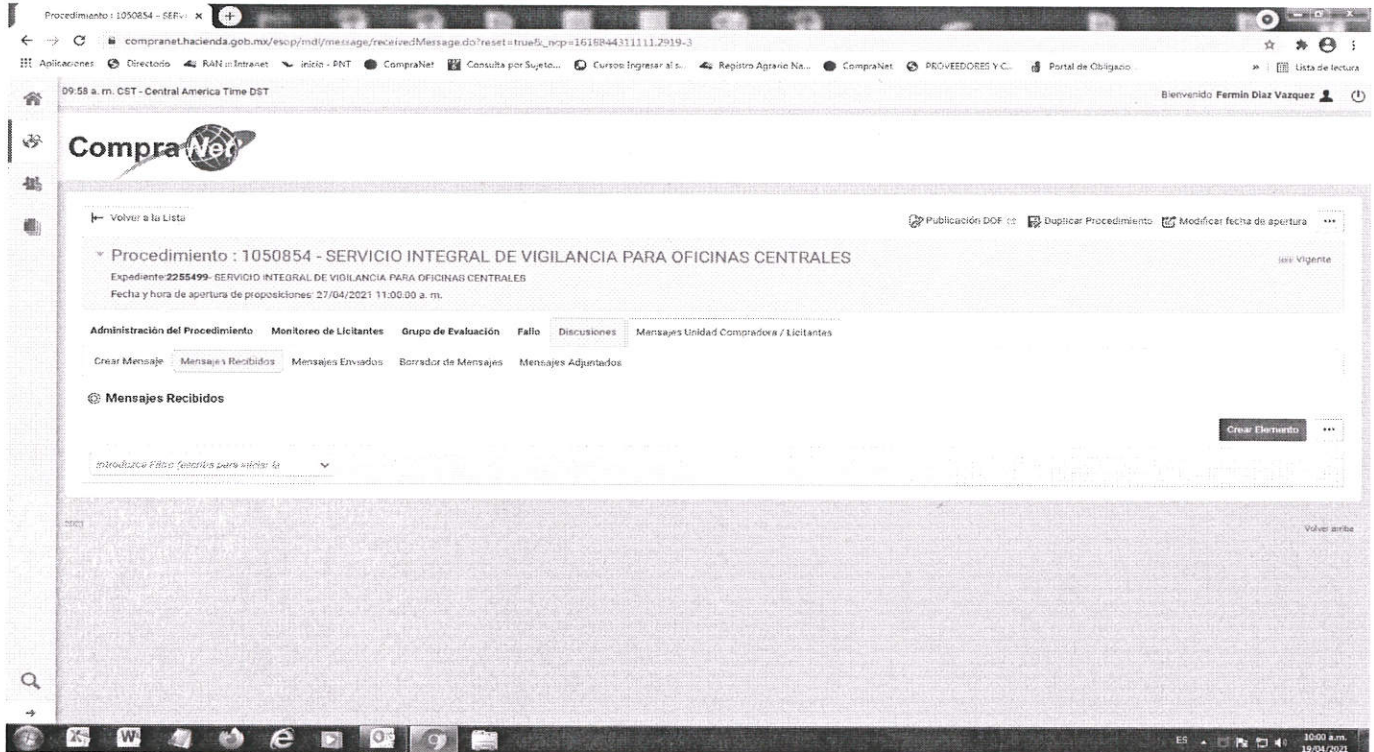 Procedimiento : 1050854 - SERVI
compranet.hacienda.gob.mx/esop/mdl/message/receivedMessage.do?reset=true&_ncp=1618844311111.2919-3
Aplicaciones Directorio RAN ::Intranet inicio - PNT CompraNet Consulta por Sujeto... Cursos: Ingresar al s... Registro Agrario Na... CompraNet PROVEEDORES Y C... Portal de Obligacio » Lista de lectura
09:58 a. m. CST - Central America Time DST Bienvenido Fermin Diaz Vazquez
CompraNet
Volver a la Lista Publicación DOF Duplicar Procedimiento Modificar fecha de apertura ...
Procedimiento : 1050854 - SERVICIO INTEGRAL DE VIGILANCIA PARA OFICINAS CENTRALES Vigente
Expediente:2255499- SERVICIO INTEGRAL DE VIGILANCIA PARA OFICINAS CENTRALES
Fecha y hora de apertura de proposiciones: 27/04/2021 11:00:00 a. m.
Administración del Procedimiento Monitoreo de Licitantes Grupo de Evaluación Fallo Discusiones Mensajes Unidad Compradora / Licitantes
Crear Mensaje Mensajes Recibidos Mensajes Enviados Borrador de Mensajes Mensajes Adjuntados
Mensajes Recibidos
Crear Elemento ...
Introduzca Filtro (escriba para iniciar la
Volver arriba
ES 10:00 a.m.
19/04/2021